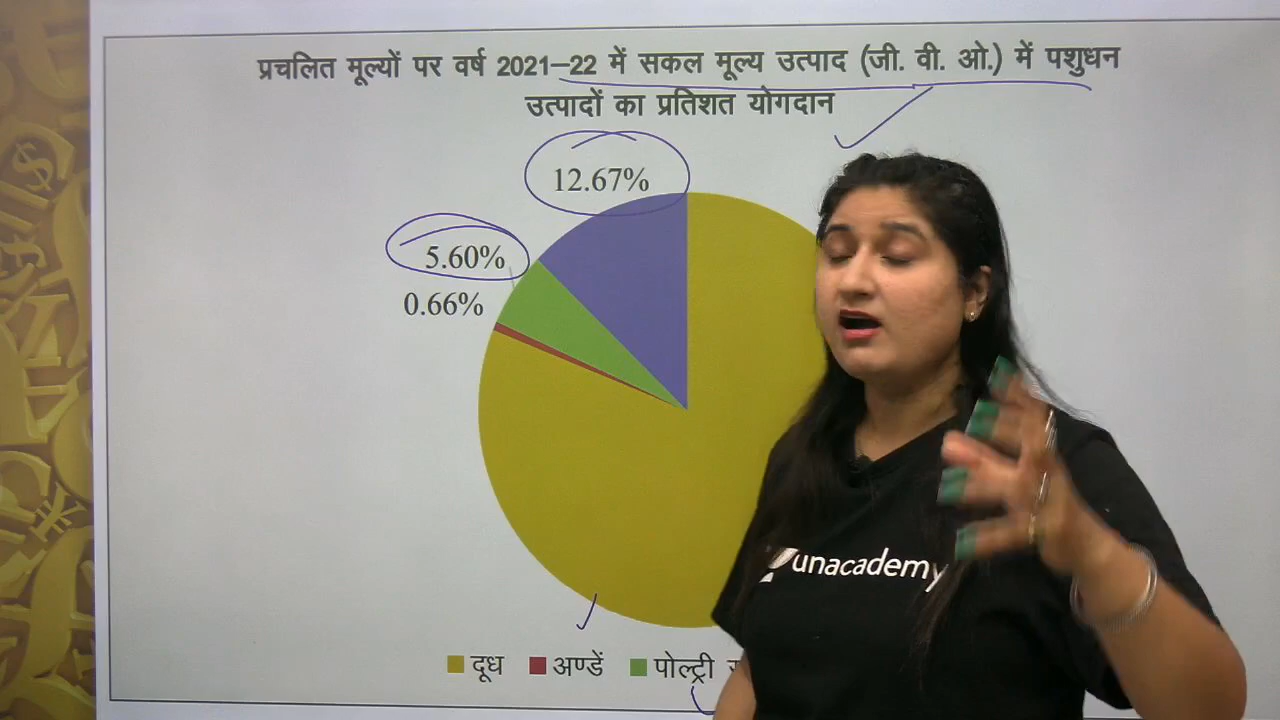 प्रचलित मूल्यों पर वर्ष 2021–22 में सकल मूल्य उत्पाद (जी. वी. ओ.) में पशुधन
उत्पादों का प्रतिशत योगदान
12.67%
5.60%
0.66%
unacademy
दूध अण्डें पोल्ट्री